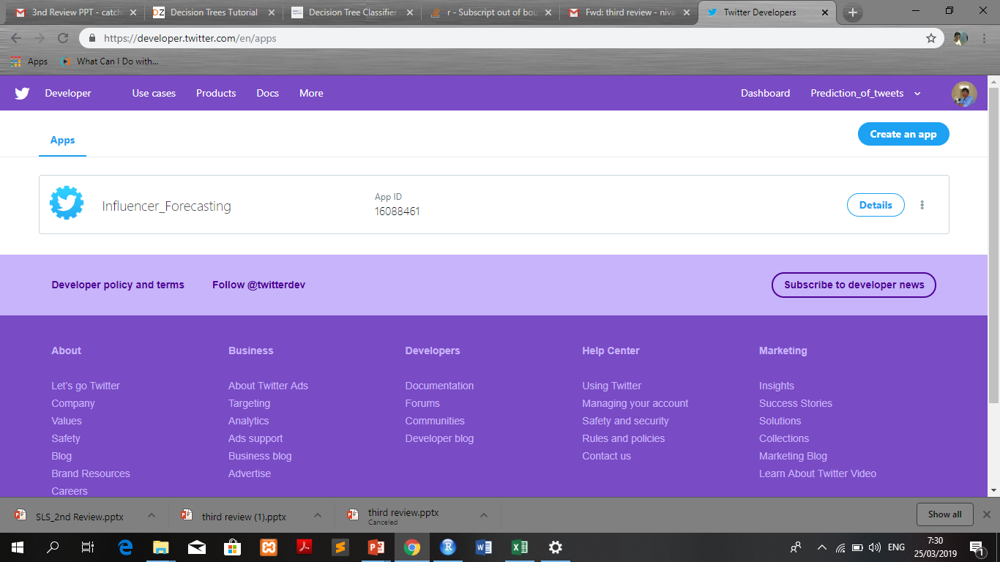 3nd Review PPT - catch
Decision Trees Tutorial
Decision Tree Classifier
r - Subscript out of bou
Fwd: third review - niva
Twitter Developers
https://developer.twitter.com/en/apps
Apps
What Can I Do with...
Developer
Use cases
Products
Docs
More
Dashboard
Prediction_of_tweets
Apps
Create an app
Influencer_Forecasting
App ID
16088461
Details
Developer policy and terms
Follow @twitterdev
Subscribe to developer news
About
Let's go Twitter
Company
Values
Safety
Blog
Brand Resources
Careers
Business
About Twitter Ads
Targeting
Analytics
Ads support
Business blog
Advertise
Developers
Documentation
Forums
Communities
Developer blog
Help Center
Using Twitter
Managing your account
Safety and security
Rules and policies
Contact us
Marketing
Insights
Success Stories
Solutions
Collections
Marketing Blog
Learn About Twitter Video
SLS_2nd Review.pptx
third review (1).pptx
third review.pptx
Canceled
Show all
ENG
7:30
25/03/2019
1